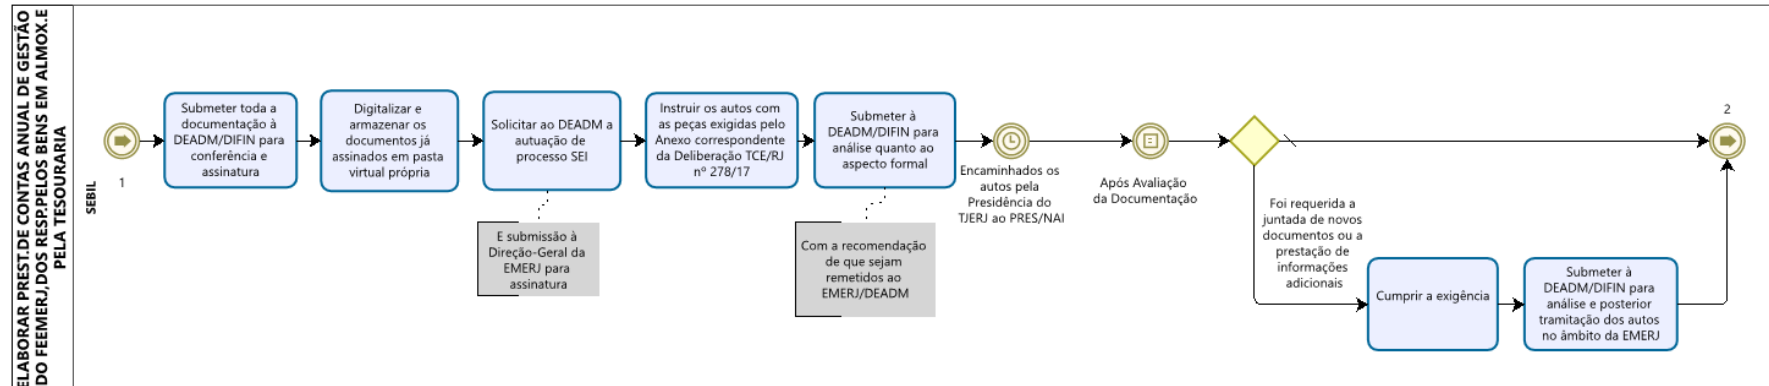 ELABORAR PREST.DE CONTAS ANUAL DE GESTÃO
DO FEEMERJ,DOS RESP.PELOS BENS EM ALMOX.E
PELA TESOURARIA
SEBIL
1
Submeter toda a
documentação à
DEADM/DIFIN para
conferência e
assinatura
Digitalizar e
armazenar os
documentos já
assinados em pasta
virtual própria
Solicitar ao DEADM a
autuação de
processo SEI
E submissão à
Direção-Geral da
EMERJ para
assinatura
Instruir os autos com
as peças exigidas pelo
Anexo correspondente
da Deliberação TCE/RJ
nº 278/17
Submeter à
DEADM/DIFIN para
análise quanto ao
aspecto formal
Com a recomendação
de que sejam
remetidos ao
EMERJ/DEADM
Encaminhados os
autos pela
Presidência do
TJERJ ao PRES/NAI
Após Avaliação
da Documentação
Foi requerida a
juntada de novos
documentos ou a
prestação de
informações
adicionais
Cumprir a exigência
Submeter à
DEADM/DIFIN para
análise e posterior
tramitação dos autos
no âmbito da EMERJ
2